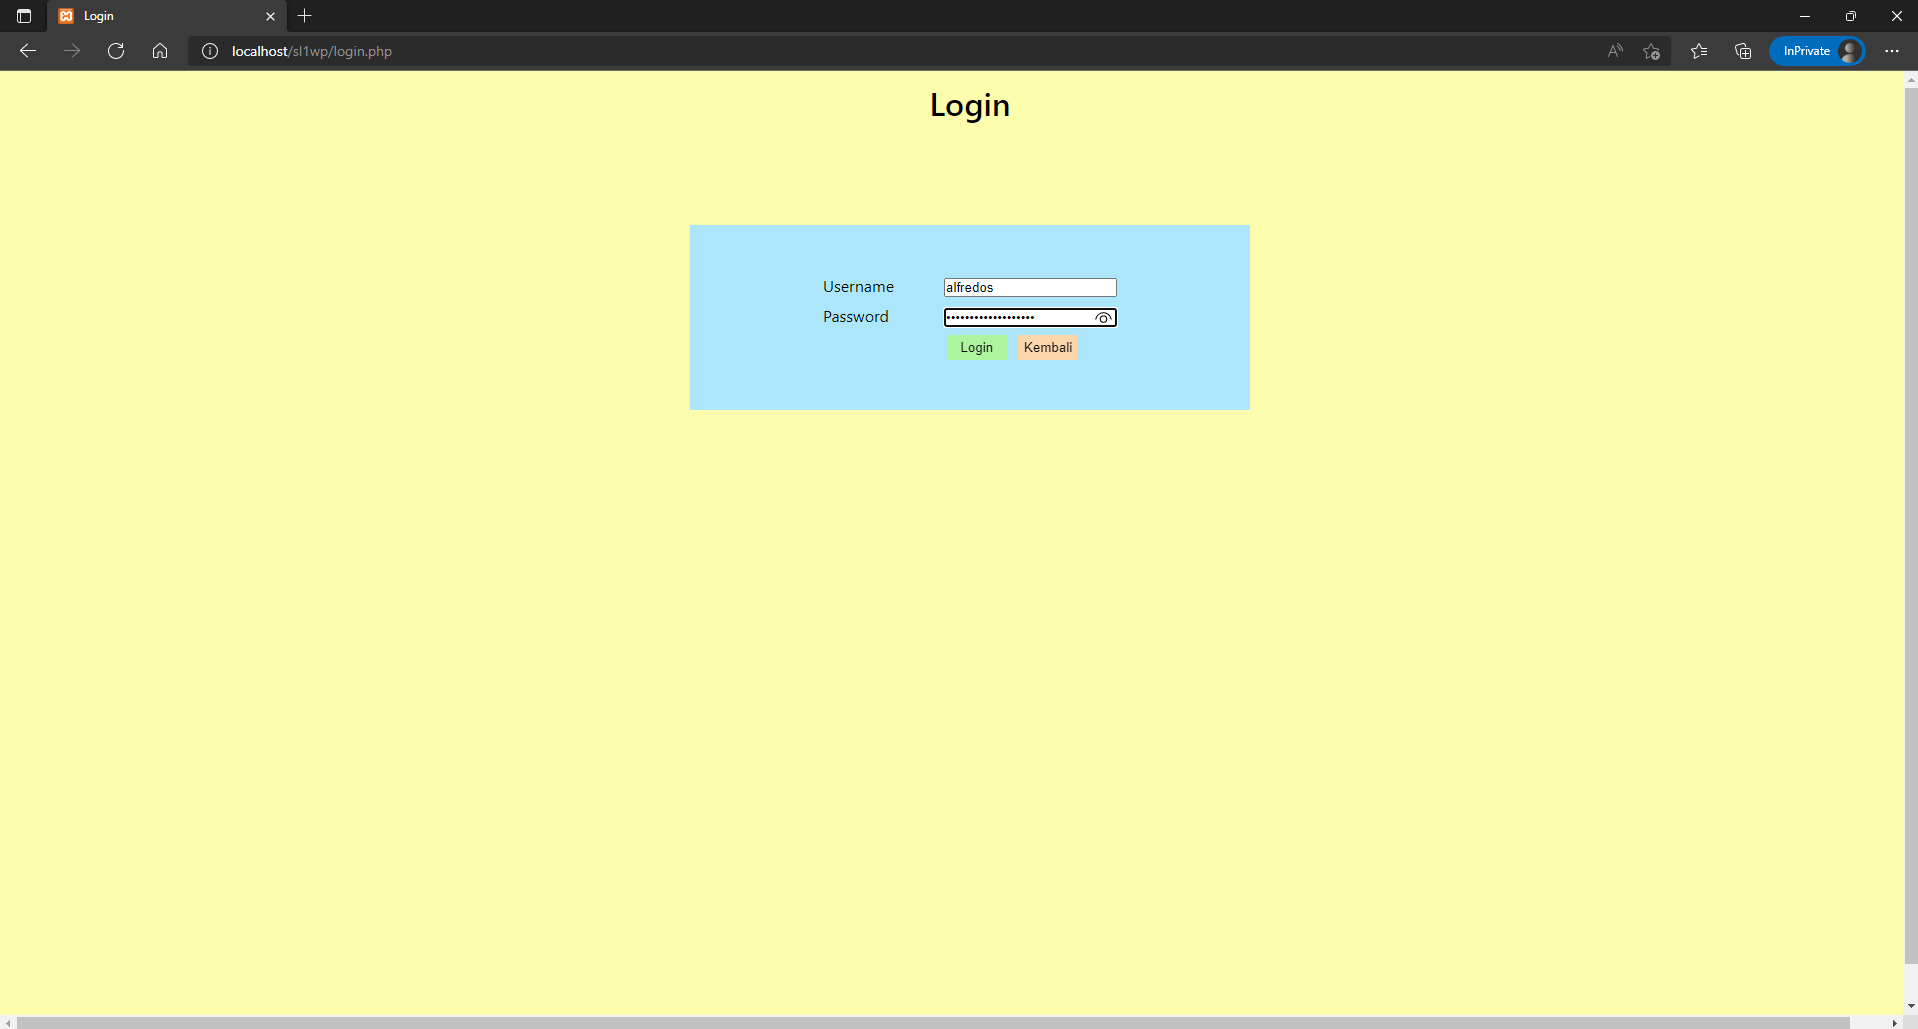 Login
localhost/sl1wp/login.php
InPrivate
Login
Username alfredos
Password •••••••••••••••••••
Login Kembali